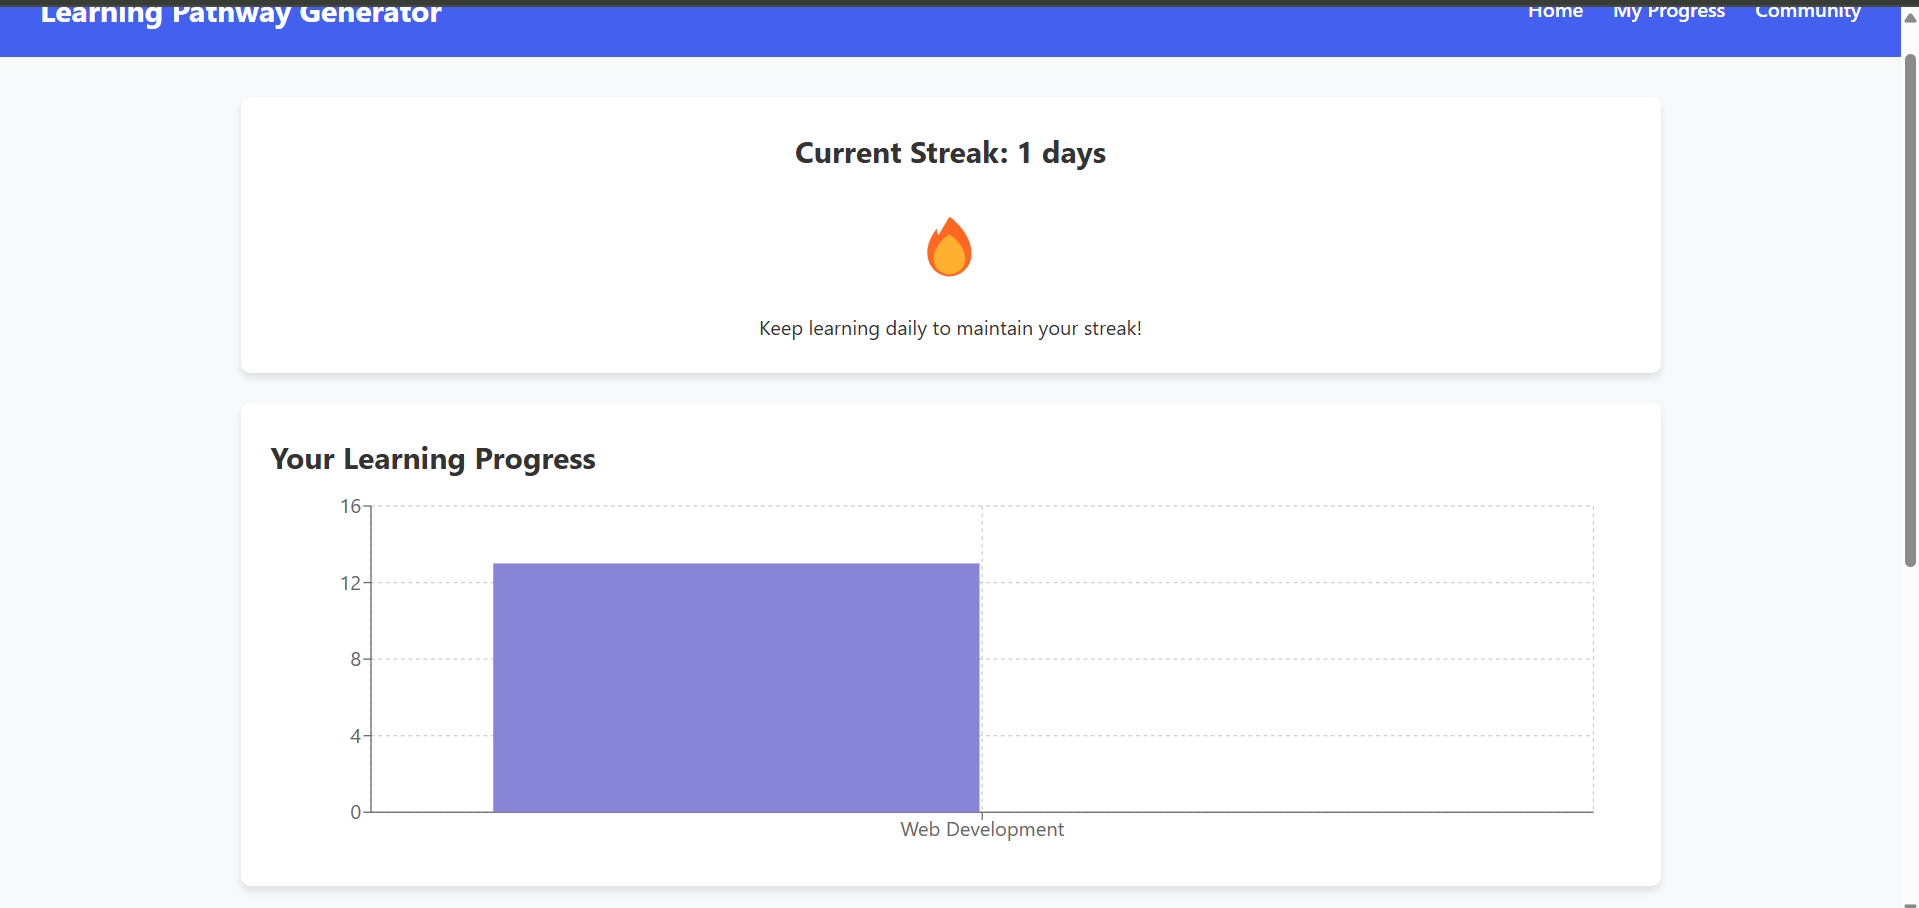 Learning Pathway Generator
Home My Progress Community
Current Streak: 1 days
Keep learning daily to maintain your streak!
Your Learning Progress
16
12
8
4
0
Web Development